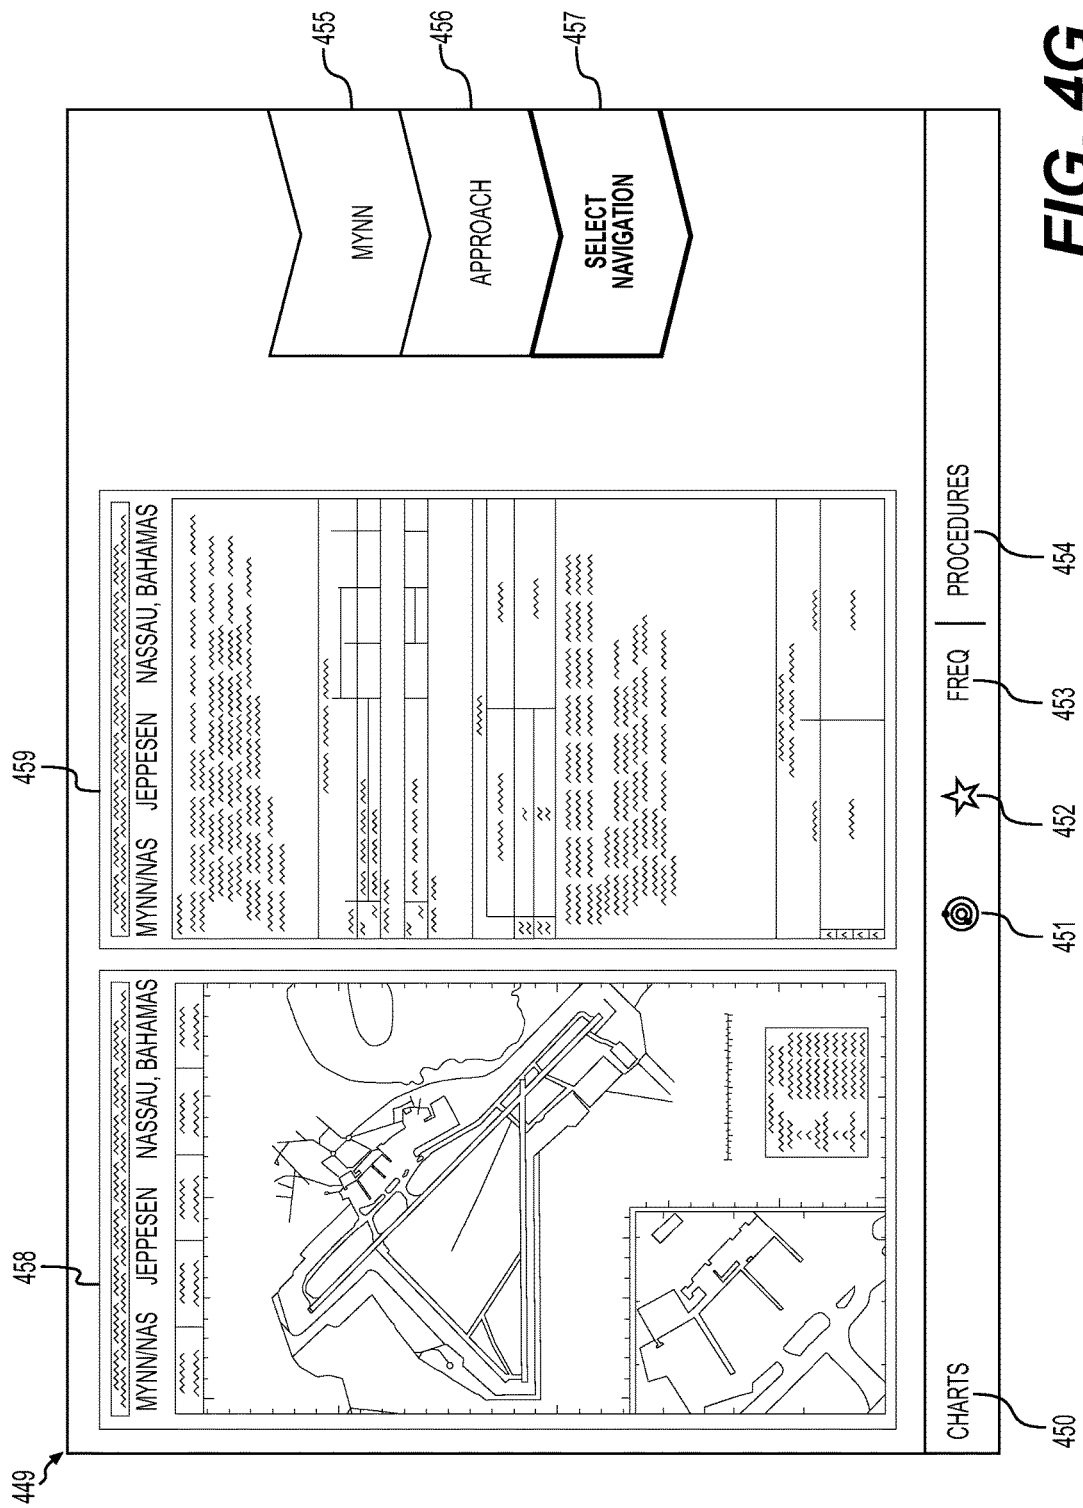 449
458
459
MYNN/NAS JEPPESEN NASSAU, BAHAMAS
MYNN/NAS JEPPESEN NASSAU, BAHAMAS
MYNN
455
APPROACH
456
SELECT
NAVIGATION
457
CHARTS
FREQ
PROCEDURES
450
451
452
453
454
FIG. 4G